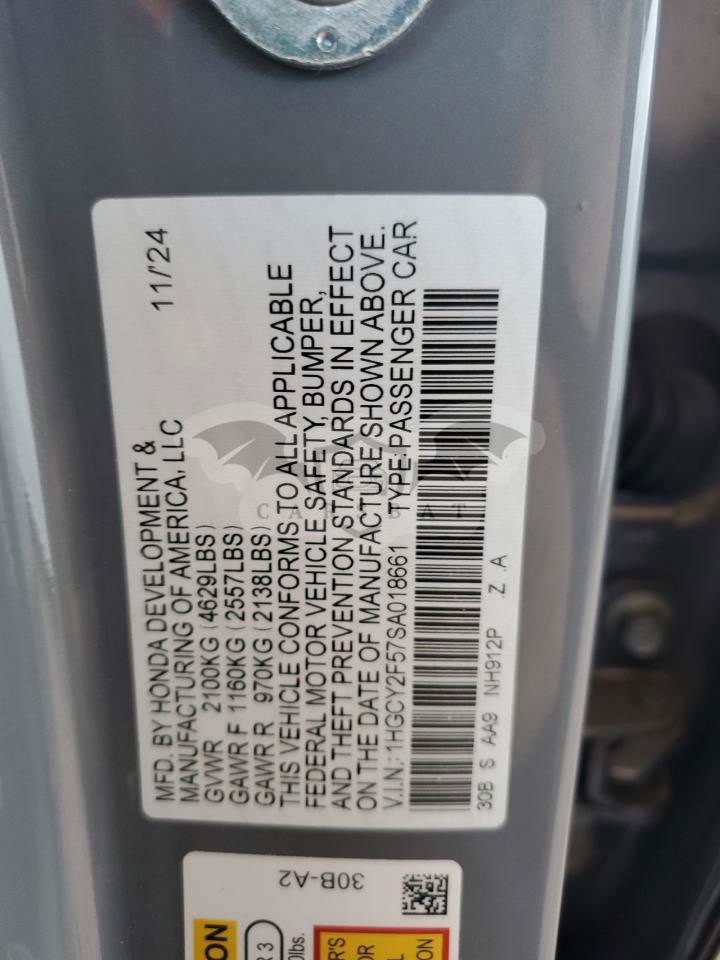 MFD. BY HONDA DEVELOPMENT & 11/'24
MANUFACTURING OF AMERICA, LLC
GVWR 2100KG (4629LBS)
GAWR F 1160KG (2557LBS)
GAWR R 970KG (2138LBS)
THIS VEHICLE CONFORMS TO ALL APPLICABLE
FEDERAL MOTOR VEHICLE SAFETY, BUMPER,
AND THEFT PREVENTION STANDARDS IN EFFECT
ON THE DATE OF MANUFACTURE SHOWN ABOVE.
V.I.N.:1HGCY2F57SA018661 TYPE:PASSENGER CAR
30B S AA9 NH912P .Z .A
30B-A2